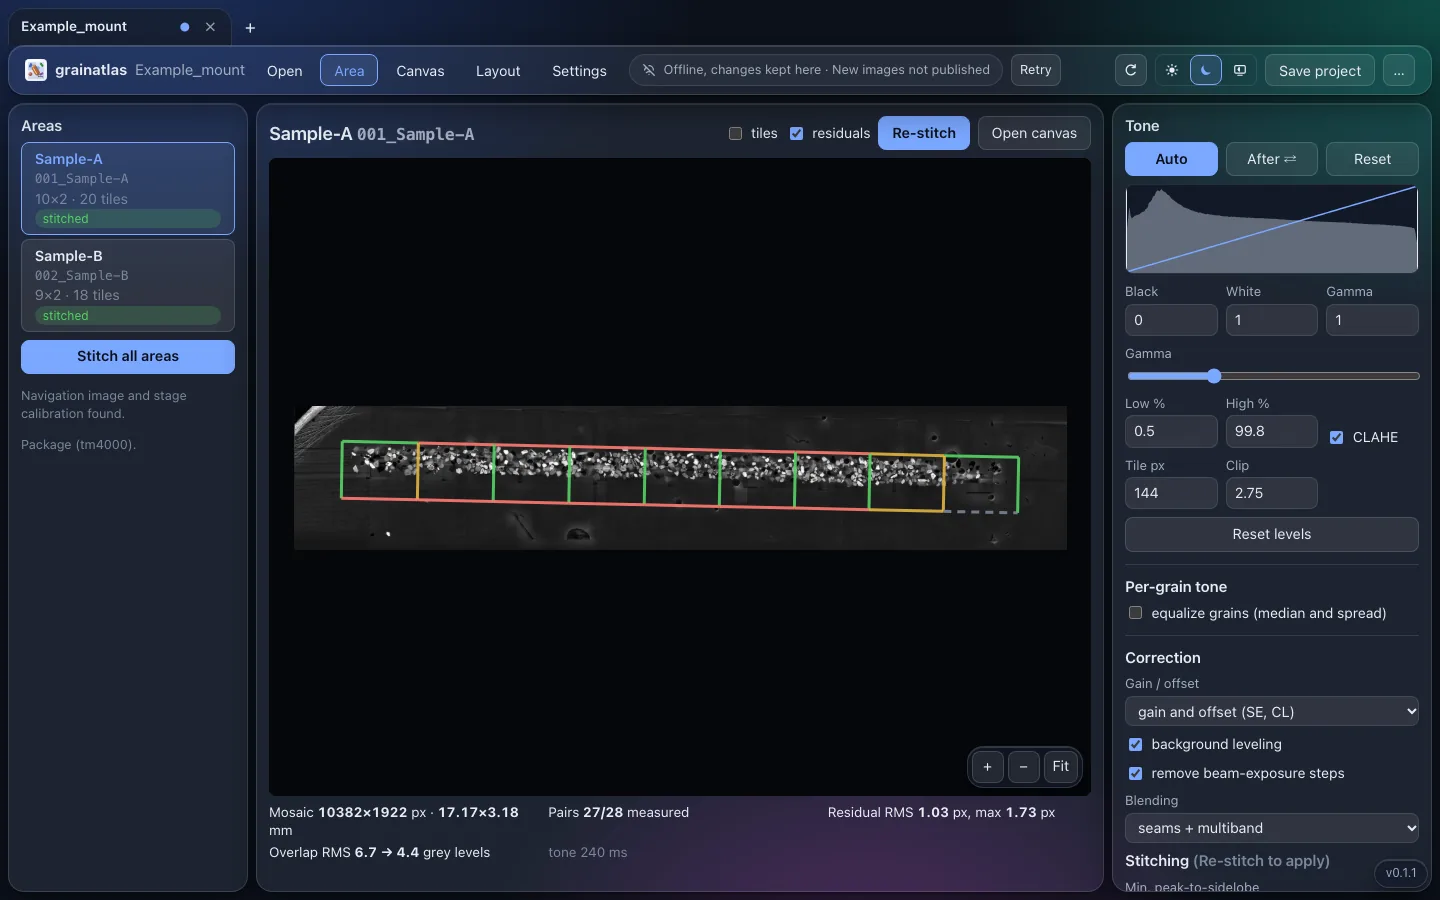 Example_mount
grainatlas Example_mount Open Area Canvas Layout Settings Offline, changes kept here · New images not published Retry Save project ...
Areas
Sample-A
001_Sample-A
10×2 · 20 tiles
stitched
Sample-B
002_Sample-B
9×2 · 18 tiles
stitched
Stitch all areas
Navigation image and stage
calibration found.
Package (tm4000).
Sample-A 001_Sample-A tiles residuals Re-stitch Open canvas
+ − Fit
Mosaic 10382×1922 px · 17.17×3.18
mm
Pairs 27/28 measured
Residual RMS 1.03 px, max 1.73 px
Overlap RMS 6.7 → 4.4 grey levels
tone 240 ms
Tone
Auto After ⇄ Reset
Black White Gamma
0 1 1
Gamma
Low % High %
0.5 99.8 CLAHE
Tile px Clip
144 2.75
Reset levels
Per-grain tone
equalize grains (median and spread)
Correction
Gain / offset
gain and offset (SE, CL)
background leveling
remove beam-exposure steps
Blending
seams + multiband
Stitching (Re-stitch to apply)
Min. peak-to-sidelobe
v0.1.1